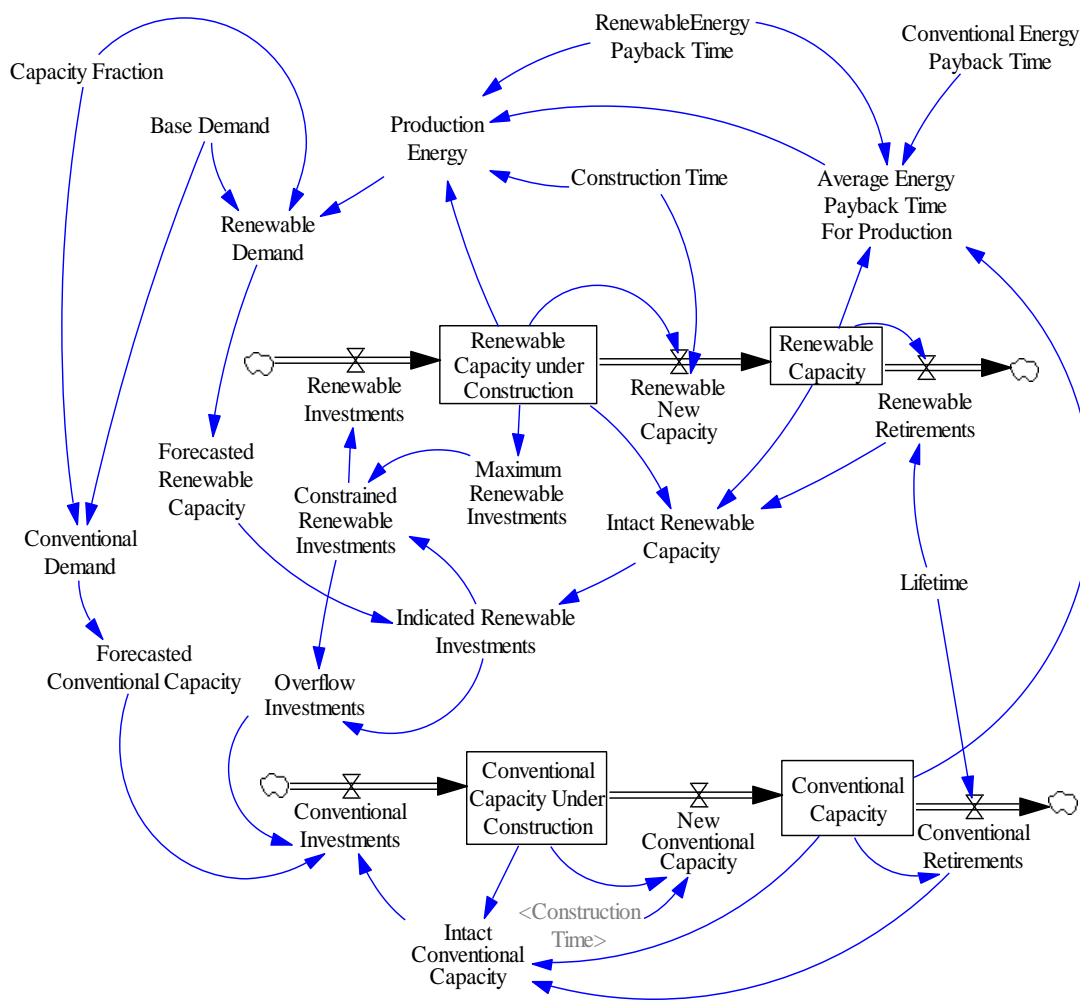 RenewableEnergy
Payback Time
Conventional Energy
Payback Time
Capacity Fraction
Base Demand
Production
Energy
Construction Time
Average Energy
Payback Time
For Production
Renewable
Demand
Renewable
Capacity under
Construction
Renewable
Capacity
Renewable
Investments
Renewable
New
Capacity
Renewable
Retirements
Forecasted
Renewable
Capacity
Constrained
Renewable
Investments
Maximum
Renewable
Investments
Intact Renewable
Capacity
Conventional
Demand
Lifetime
Indicated Renewable
Investments
Forecasted
Conventional Capacity
Overflow
Investments
Conventional
Capacity Under
Construction
Conventional
Capacity
Conventional
Investments
New
Conventional
Capacity
Conventional
Retirements
<Construction
Time>
Intact
Conventional
Capacity